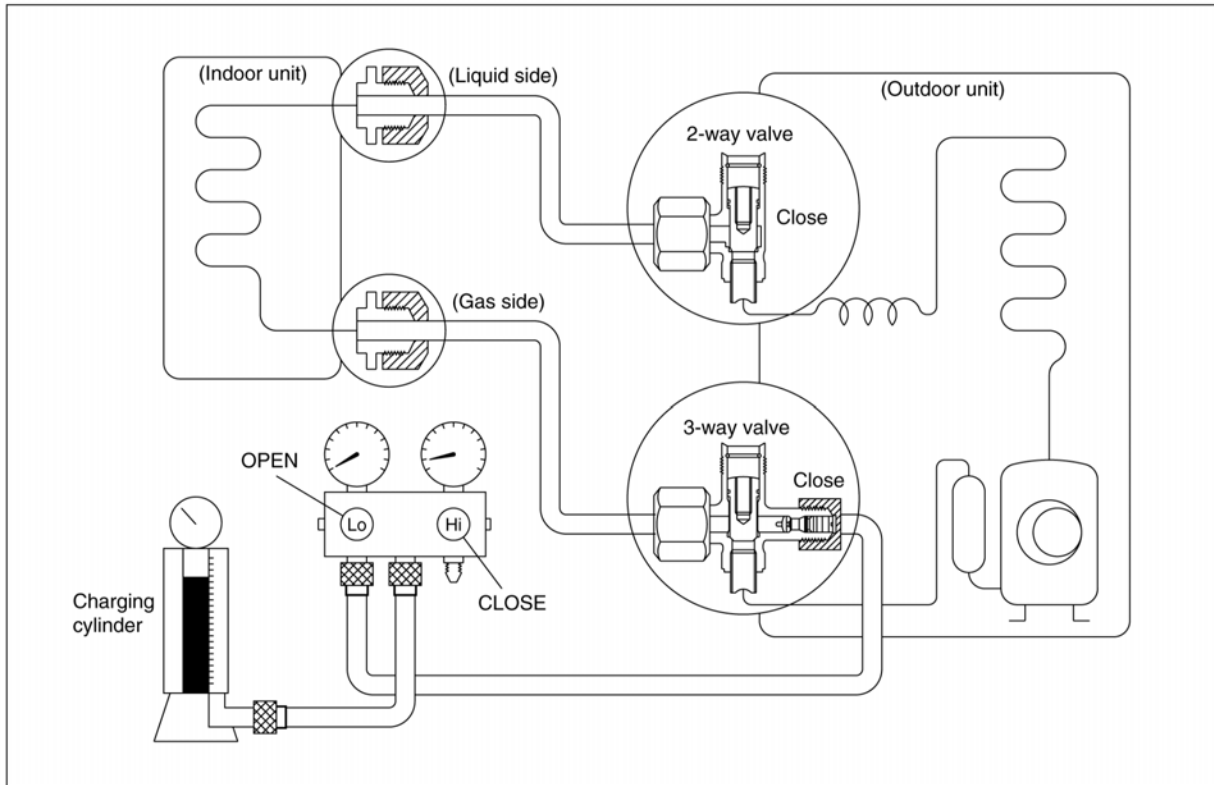 (Indoor unit)
(Liquid side)
(Outdoor unit)
2-way valve
Close
(Gas side)
3-way valve
Close
OPEN
Lo
Hi
CLOSE
Charging
cylinder